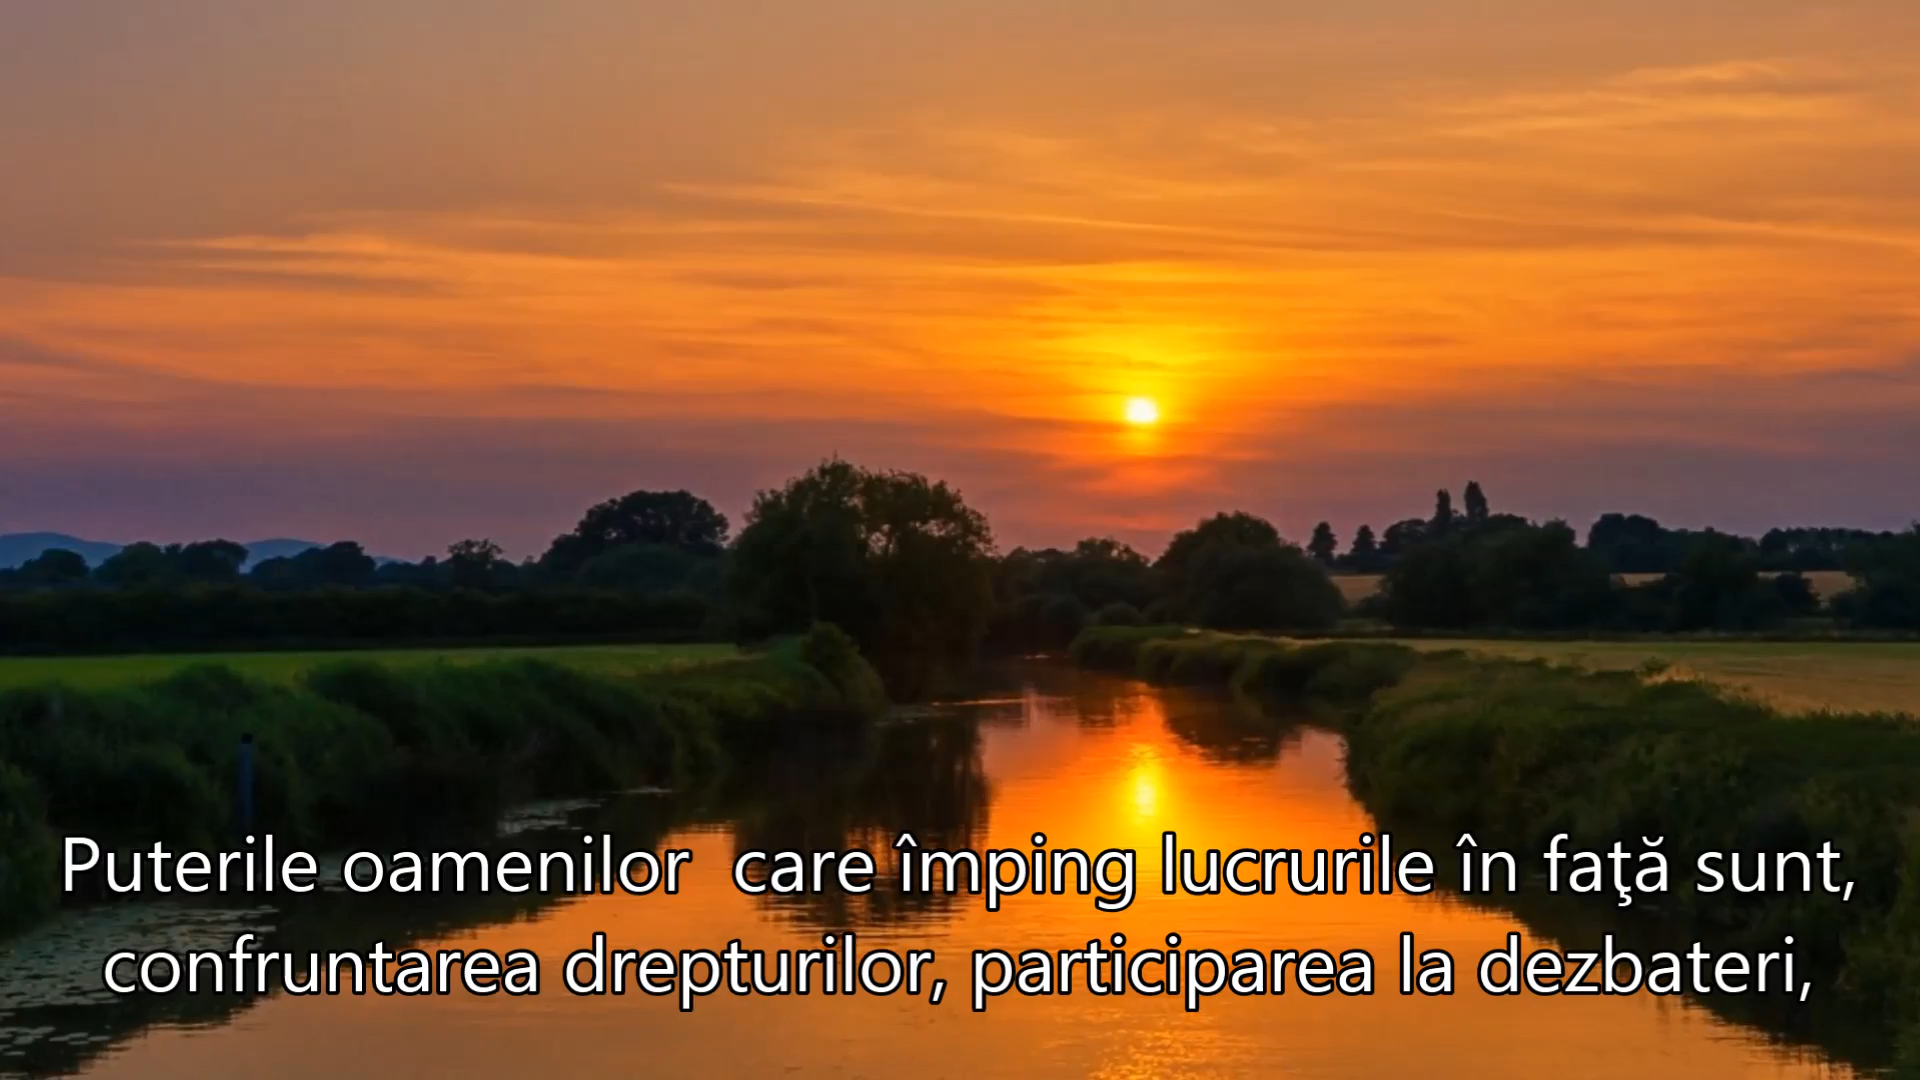 Puterile oamenilor  care împing lucrurile în faţă sunt,
confruntarea drepturilor, participarea la dezbateri,